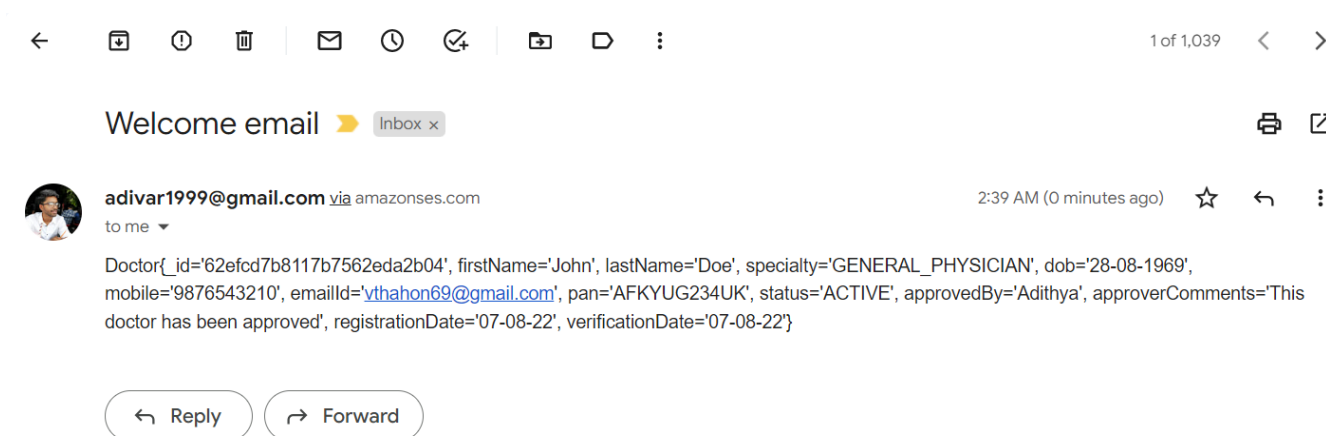 1 of 1,039
Welcome email Inbox ×
adivar1999@gmail.com via amazonses.com 2:39 AM (0 minutes ago)
to me
Doctor{_id='62efcd7b8117b7562eda2b04', firstName='John', lastName='Doe', specialty='GENERAL_PHYSICIAN', dob='28-08-1969',
mobile='9876543210', emailId='vthahon69@gmail.com', pan='AFKYUG234UK', status='ACTIVE', approvedBy='Adithya', approverComments='This
doctor has been approved', registrationDate='07-08-22', verificationDate='07-08-22'}
Reply Forward